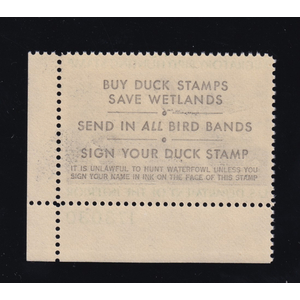 BUY DUCK STAMPS
SAVE WETLANDS
SEND IN ALL BIRD BANDS
SIGN YOUR DUCK STAMP
IT IS UNLAWFUL TO HUNT WATERFOWL UNLESS YOU
SIGN YOUR NAME IN INK ON THE FACE OF THIS STAMP